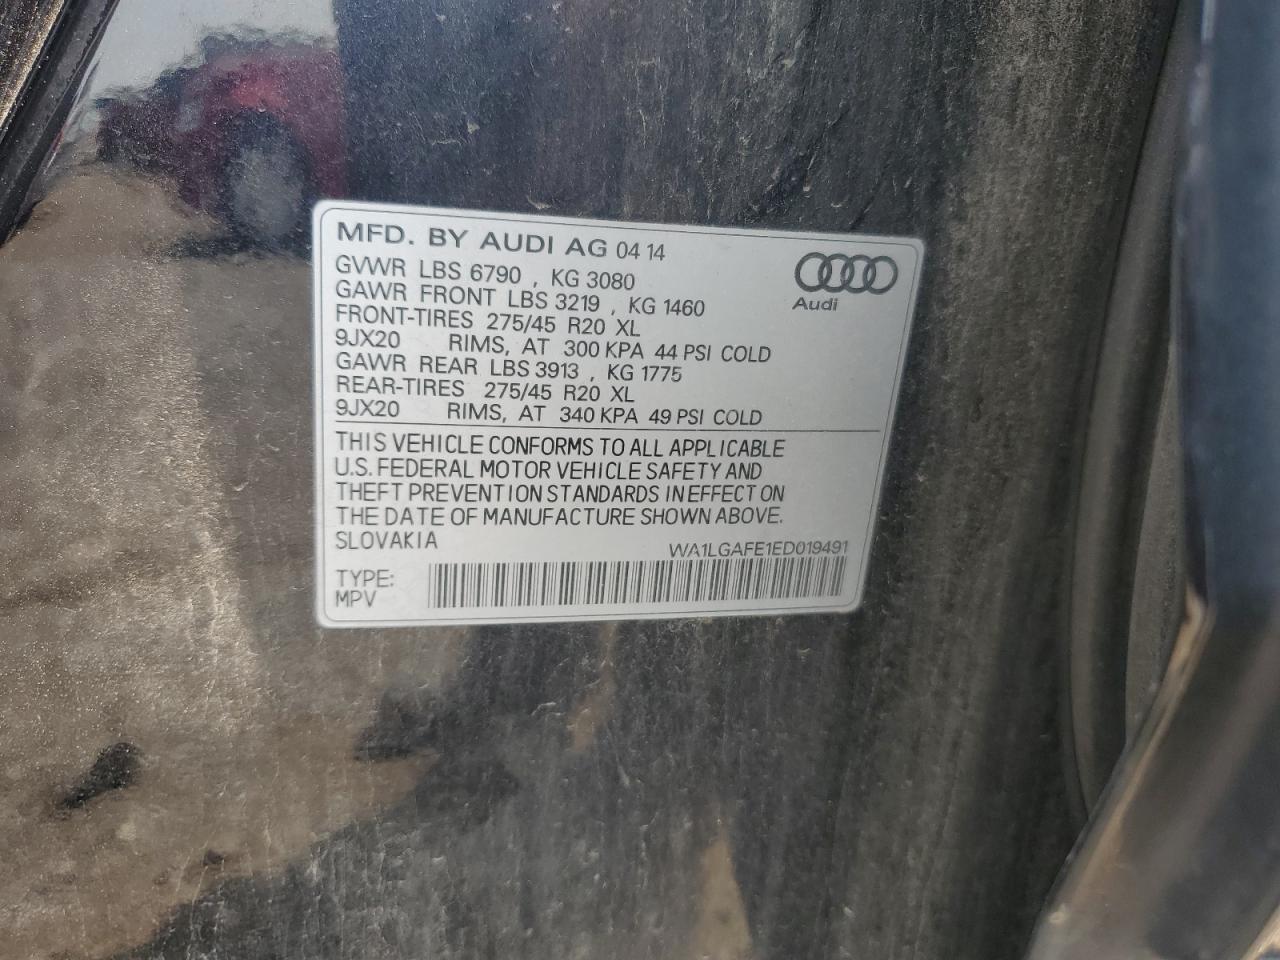 MFD. BY AUDI AG 04 14
GVWR LBS 6790 , KG 3080
GAWR FRONT LBS 3219 , KG 1460
FRONT-TIRES 275/45 R20 XL
9JX20 RIMS, AT 300 KPA 44 PSI COLD
GAWR REAR LBS 3913 , KG 1775
REAR-TIRES 275/45 R20 XL
9JX20 RIMS, AT 340 KPA 49 PSI COLD
Audi
THIS VEHICLE CONFORMS TO ALL APPLICABLE
U.S. FEDERAL MOTOR VEHICLE SAFETY AND
THEFT PREVENTION STANDARDS IN EFFECT ON
THE DATE OF MANUFACTURE SHOWN ABOVE.
SLOVAKIA WA1LGAFE1ED019491
TYPE:
MPV